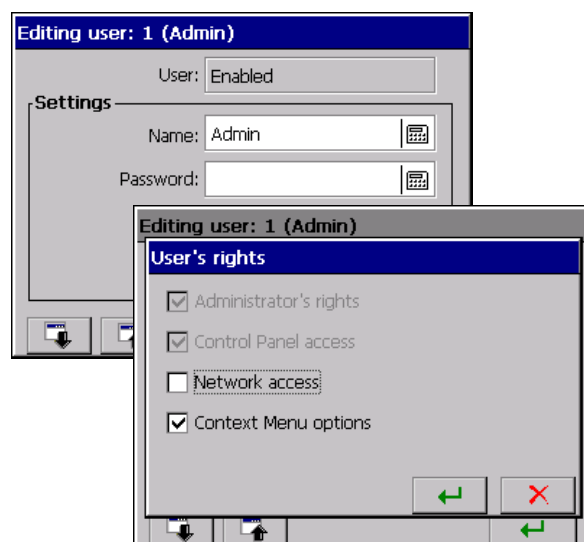 Editing user: 1 (Admin)
User: Enabled
Settings
Name: Admin
Password:
Editing user: 1 (Admin)
User's rights
Administrator's rights
Control Panel access
Network access
Context Menu options